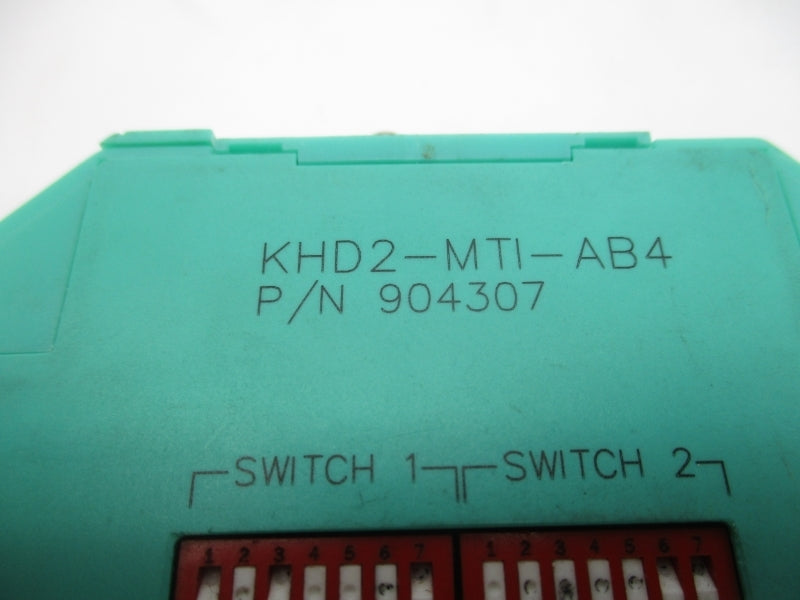 KHD2-MTI-AB4
P/N 904307
SWITCH 1 SWITCH 2
1 2 3 4 5 6 7 1 2 3 4 5 6 7